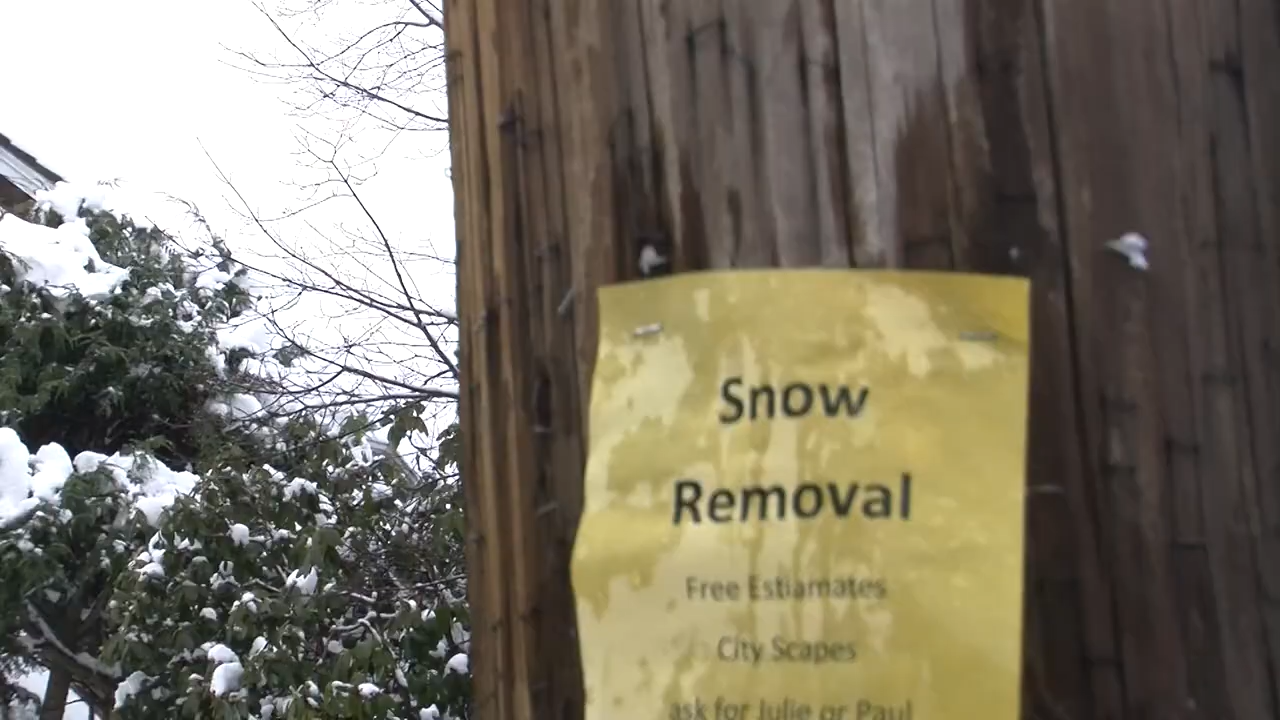 Snow
Removal
Free Estiamates
City Scapes
ask for Julie or Paul